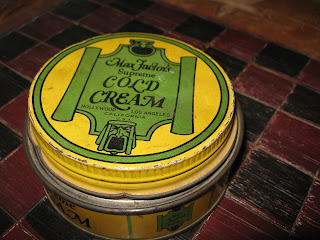 Max Factor's
Supreme
COLD
CREAM
HOLLYWOOD LOS ANGELES
CALIFORNIA